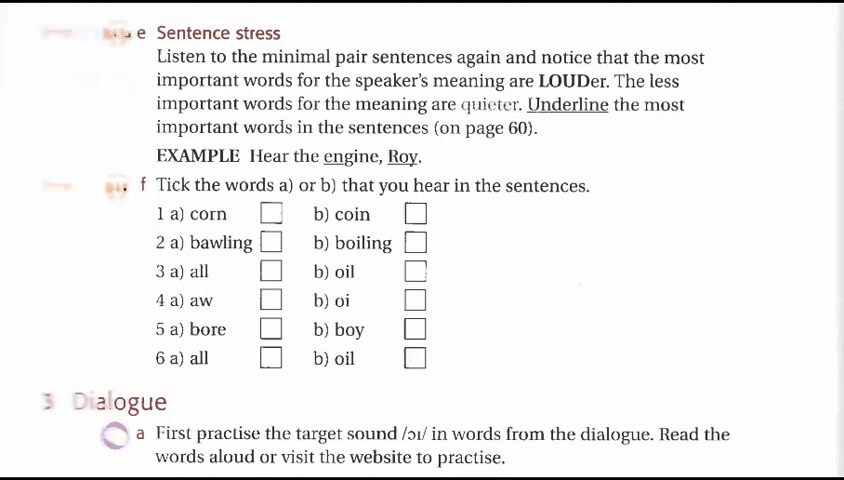 e Sentence stress
Listen to the minimal pair sentences again and notice that the most
important words for the speaker's meaning are LOUDer. The less
important words for the meaning are quieter. Underline the most
important words in the sentences (on page 60).
EXAMPLE Hear the engine, Roy.
f Tick the words a) or b) that you hear in the sentences.
1 a) corn b) coin
2 a) bawling b) boiling
3 a) all b) oil
4 a) aw b) oi
5 a) bore b) boy
6 a) all b) oil
3 Dialogue
a First practise the target sound /ɔɪ/ in words from the dialogue. Read the
words aloud or visit the website to practise.